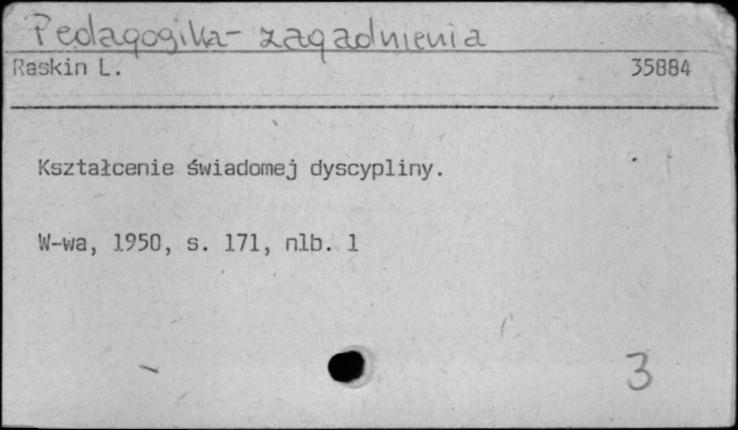 Pedagogika - zagadnienia
Raskin L. 35884
Kształcenie świadomej dyscypliny.
W-wa, 1950, s. 171, nlb. 1
3